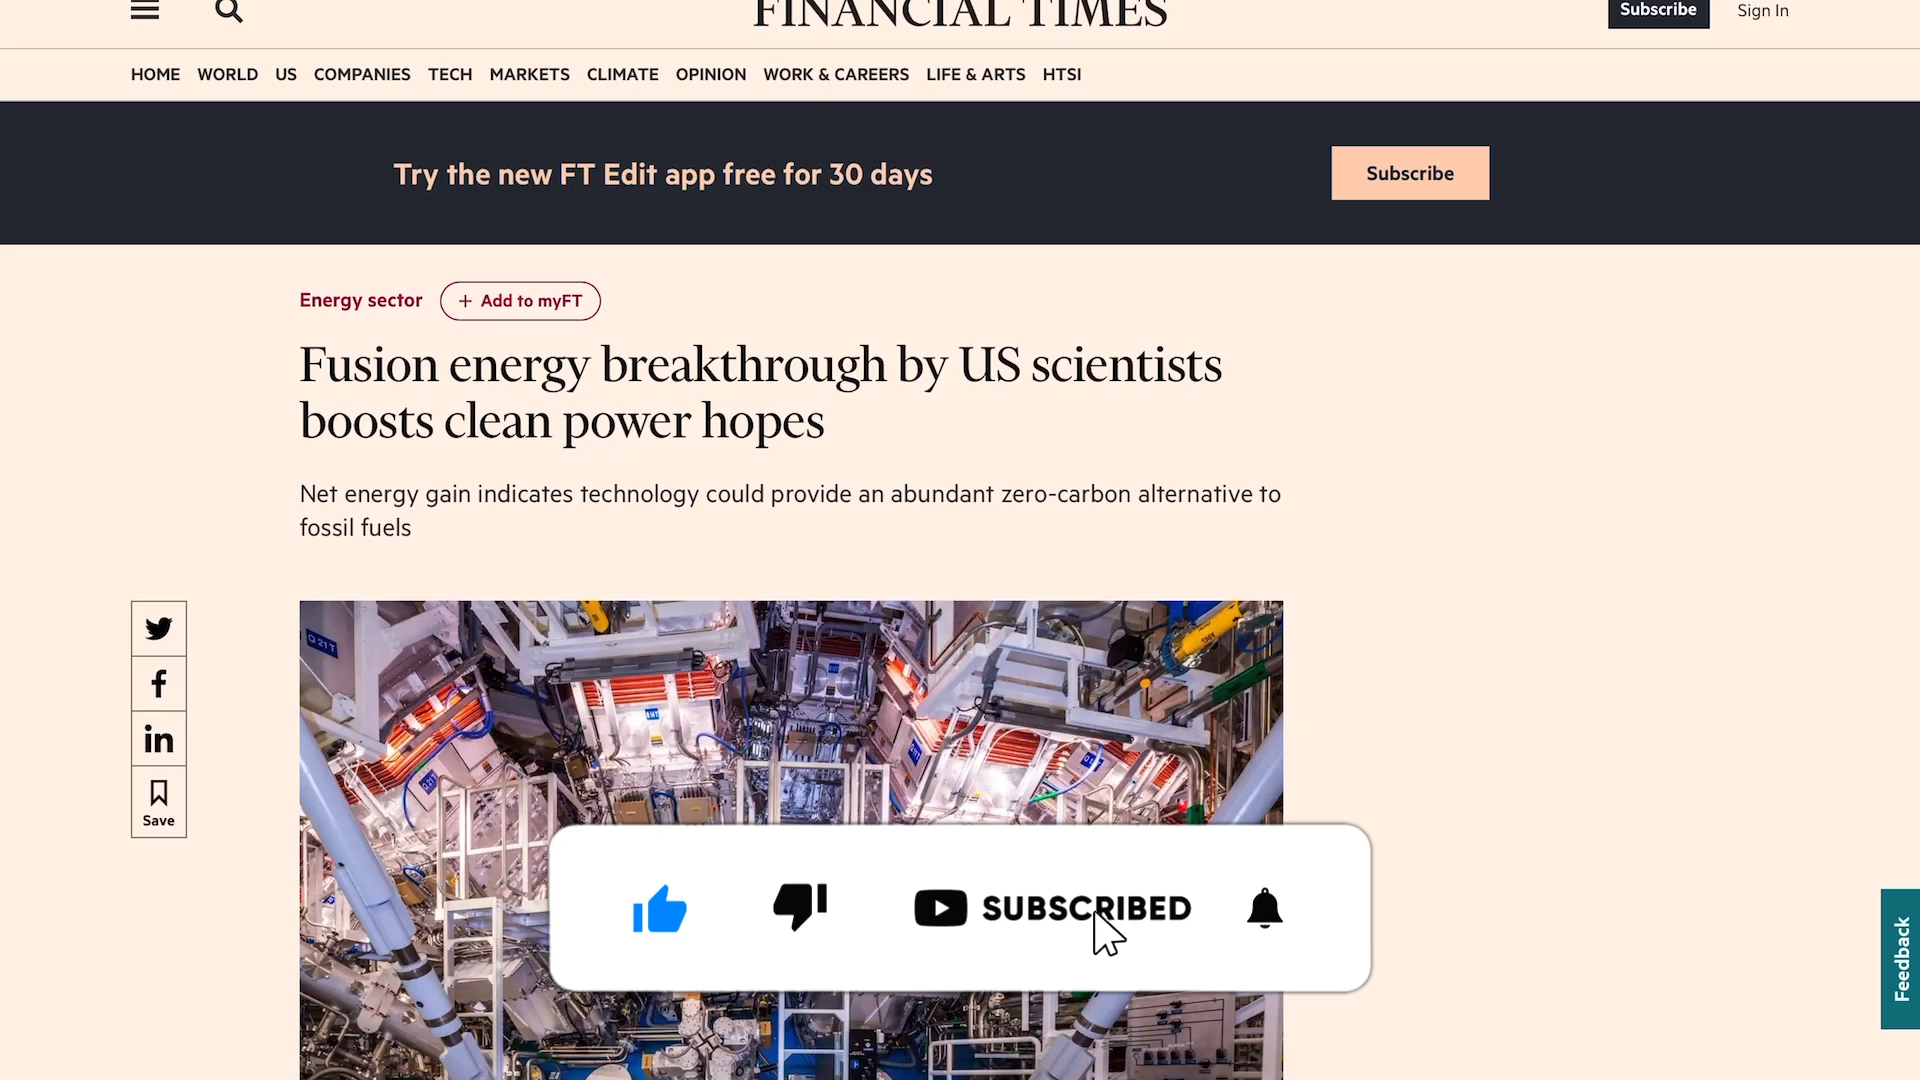 FINANCIAL TIMES
Subscribe
Sign In
HOME WORLD US COMPANIES TECH MARKETS CLIMATE OPINION WORK & CAREERS LIFE & ARTS HTSI
Try the new FT Edit app free for 30 days
Subscribe
Energy sector
+ Add to myFT
Fusion energy breakthrough by US scientists
boosts clean power hopes
Net energy gain indicates technology could provide an abundant zero-carbon alternative to
fossil fuels
Save
Q 21 T
SUBSCRIBED
Feedback